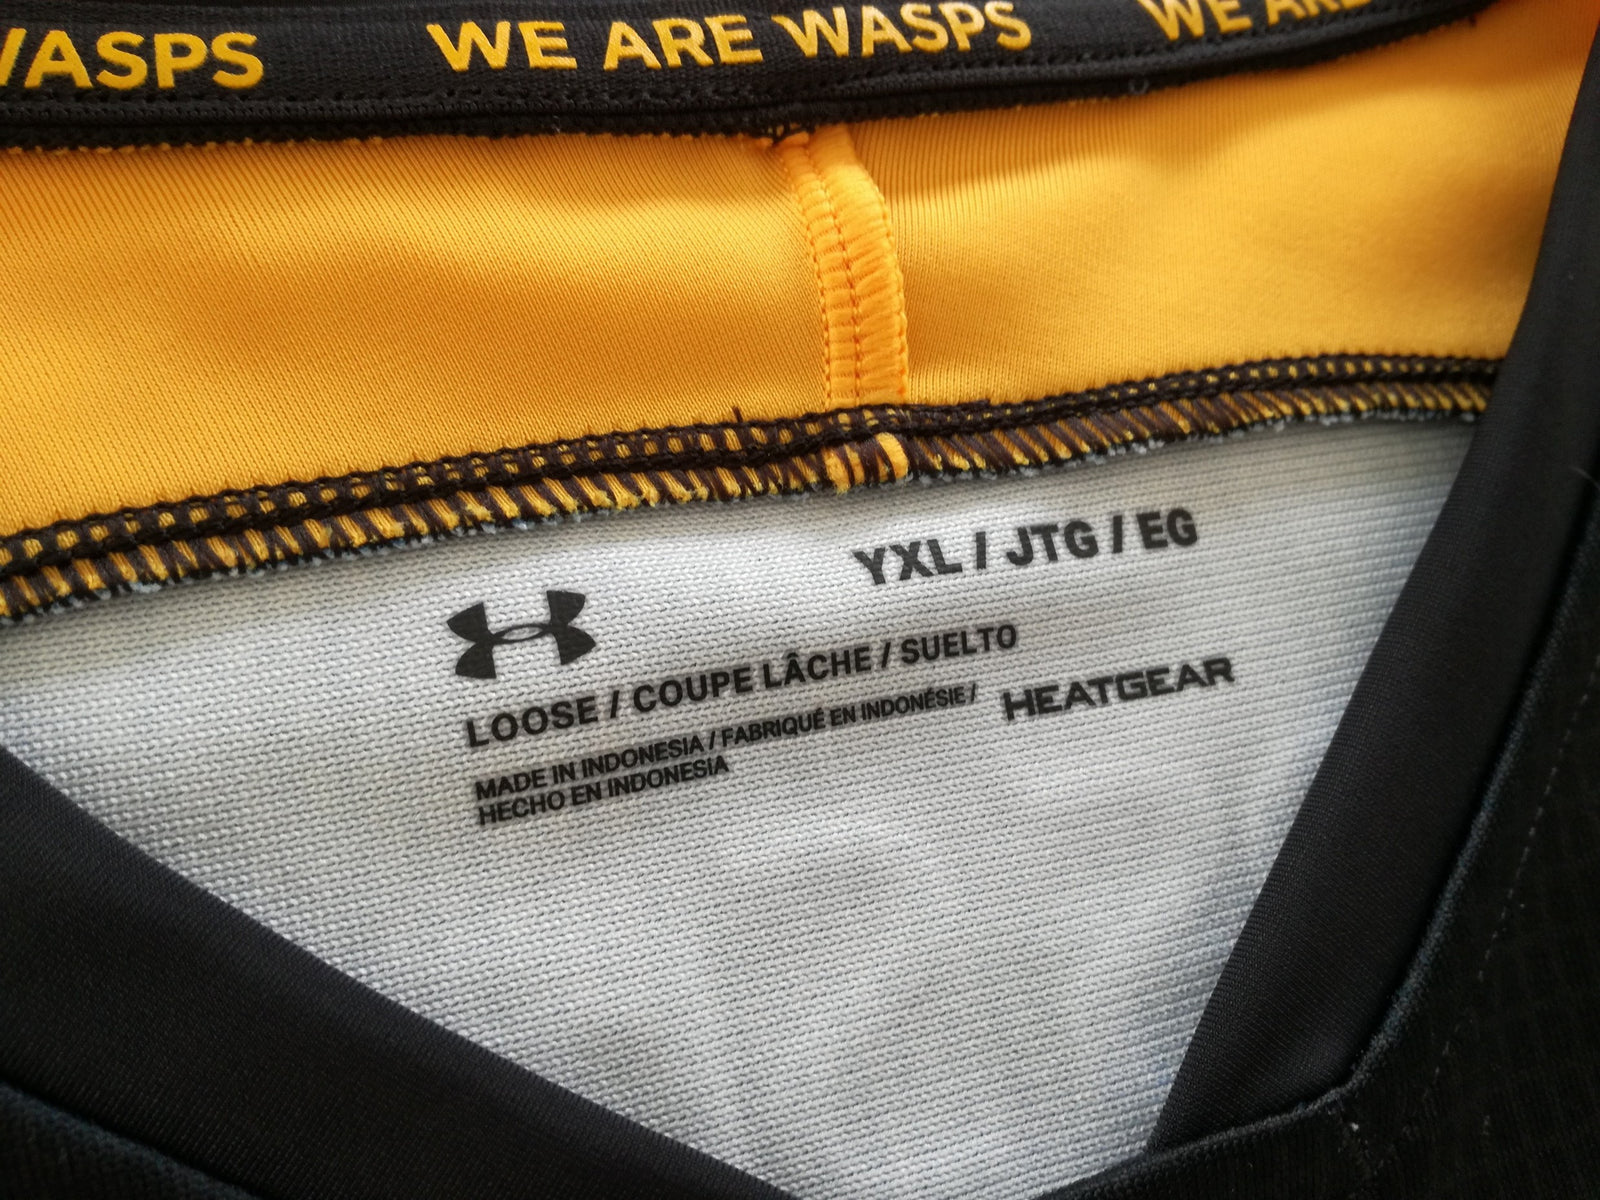 WASPS WE ARE WASPS WE ARE
YXL / JTG / EG
LOOSE / COUPE LÂCHE / SUELTO
MADE IN INDONESIA / FABRIQUÉ EN INDONÉSIE /
HECHO EN INDONESIA
HEATGEAR